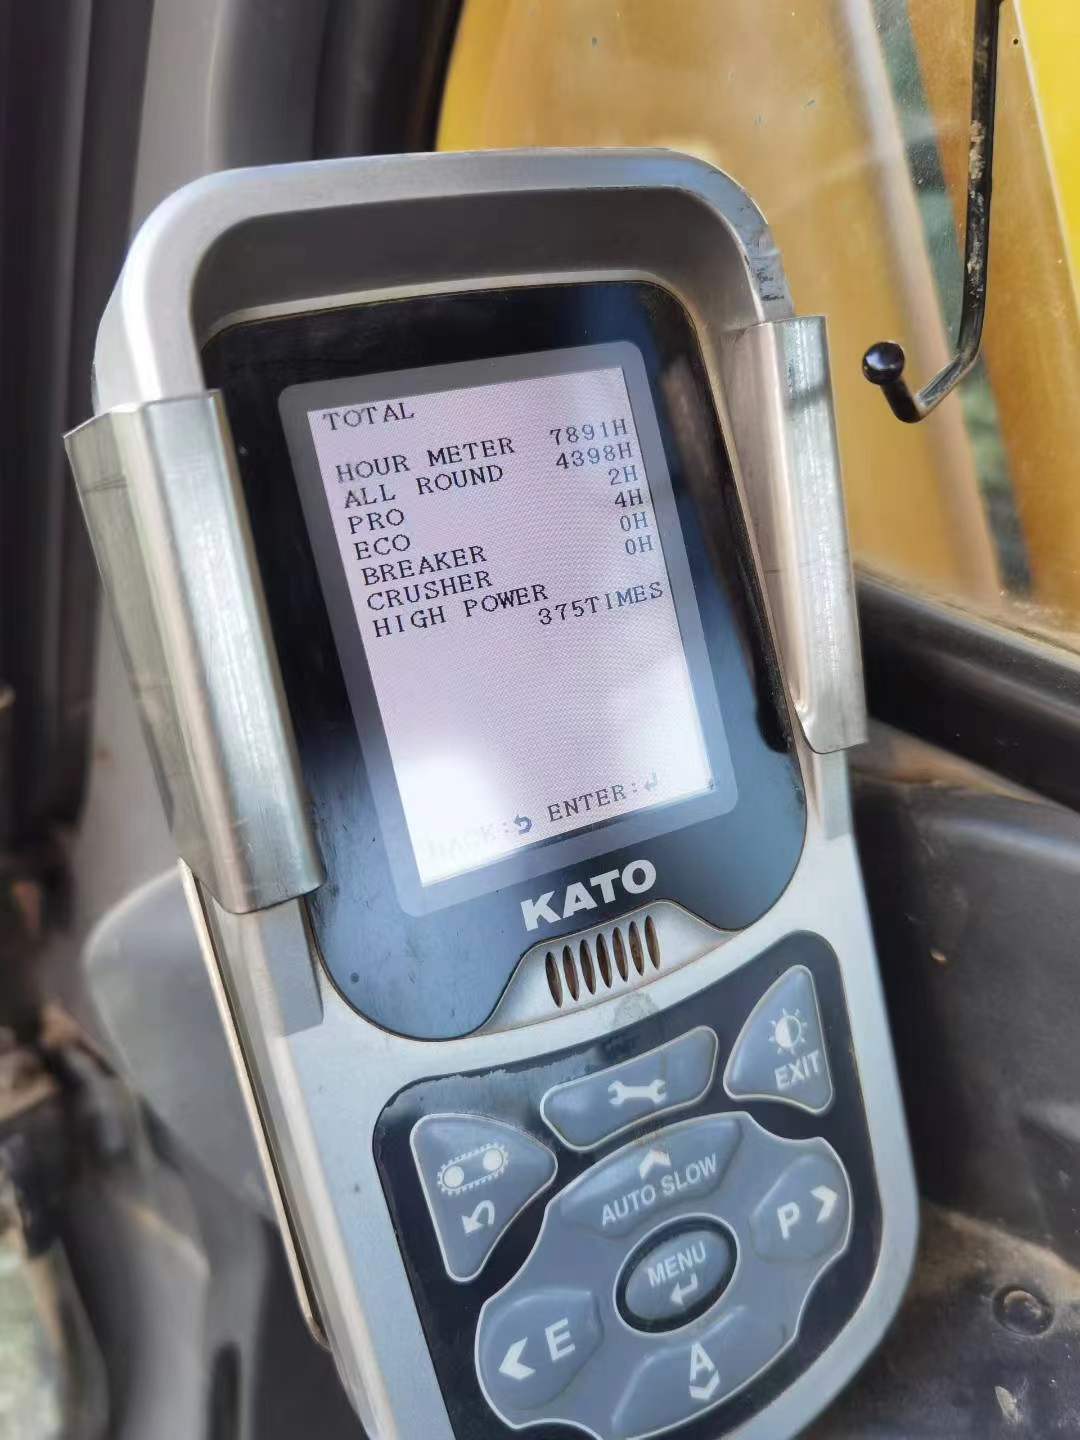 TOTAL
HOUR METER 7891H
ALL ROUND 4398H
PRO 2H
ECO 4H
BREAKER 0H
CRUSHER 0H
HIGH POWER
375TIMES
BACK: ENTER:
KATO
EXIT
AUTO SLOW
P
MENU
E
A